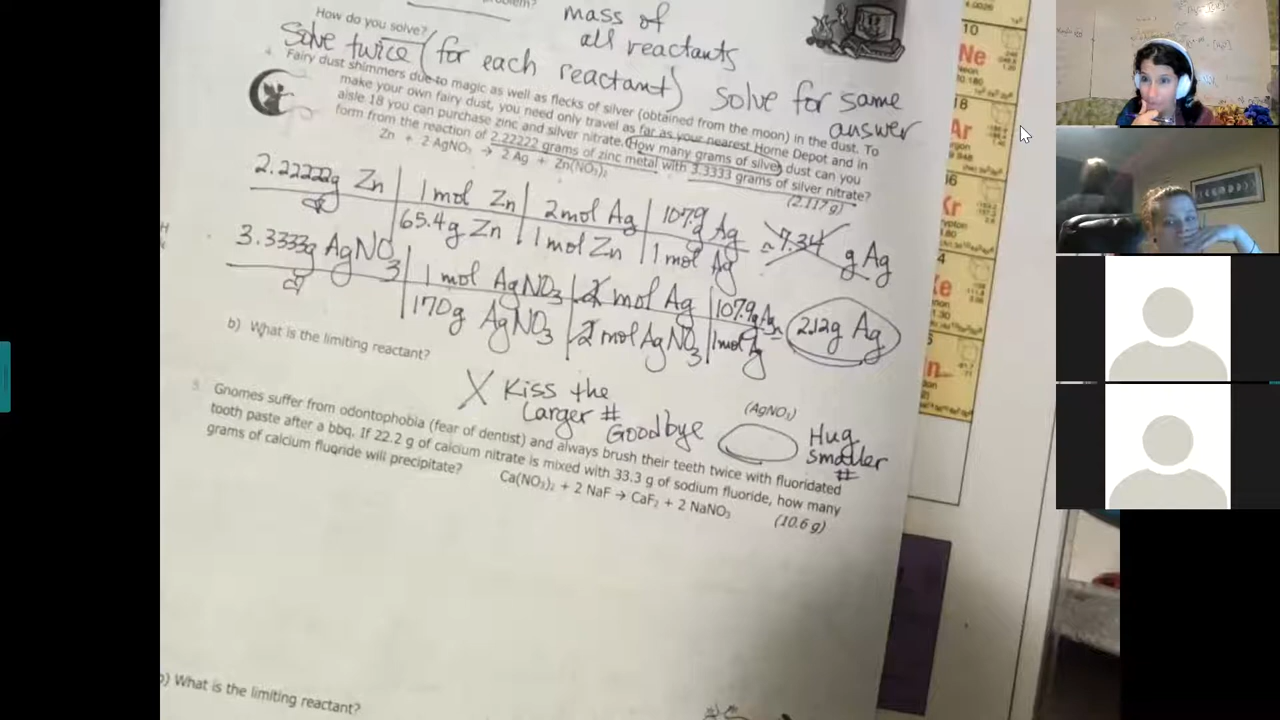 How do you solve?
mass of
all reactants
Solve twice (for each reactant) solve for same
answer
Fairy dust shimmers due to magic as well as flecks of silver (obtained from the moon) in the dust. To
make your own fairy dust, you need only travel as far as your nearest Home Depot and in
aisle 18 you can purchase zinc and silver nitrate. How many grams of silver dust can you
form from the reaction of 2.22222 grams of zinc metal with 3.3333 grams of silver nitrate?
Zn + 2 AgNO₃ → 2 Ag + Zn(NO₃)₂
(2.117 g)
2.22222g Zn | 1 mol Zn | 2 mol Ag | 107.9g Ag = 7.34 g Ag
65.4 g Zn | 1 mol Zn | 1 mol Ag
3.3333g AgNO3 | 1 mol AgNO3 | 2 mol Ag | 107.9g Ag = 2.12g Ag
170g AgNO3 | 2 mol AgNO3 | 1 mol Ag
b) What is the limiting reactant?
(AgNO₃)
X Kiss the
Larger #
Goodbye
Hug
smaller
#
Gnomes suffer from odontophobia (fear of dentist) and always brush their teeth twice with fluoridated
tooth paste after a bbq. If 22.2 g of calcium nitrate is mixed with 33.3 g of sodium fluoride, how many
grams of calcium fluoride will precipitate?
Ca(NO₃)₂ + 2 NaF → CaF₂ + 2 NaNO₃
(10.6 g)
b) What is the limiting reactant?
10
Ne
18
Ar
Kr